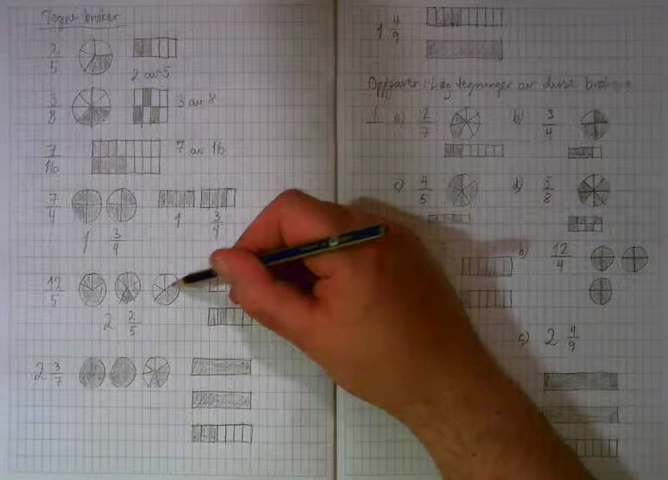 Tegne brøker
2/5
2 av 5
3/8
3 av 8
7/16
7 av 16
7/4
1 3/4
1 3/4
12/5
2 2/5
2 3/7
1 4/9
Oppgaver: Lag tegninger av disse brøkene
1 a) 2/7 b) 3/4
c) 4/5 d) 5/8
12/4
2 4/9